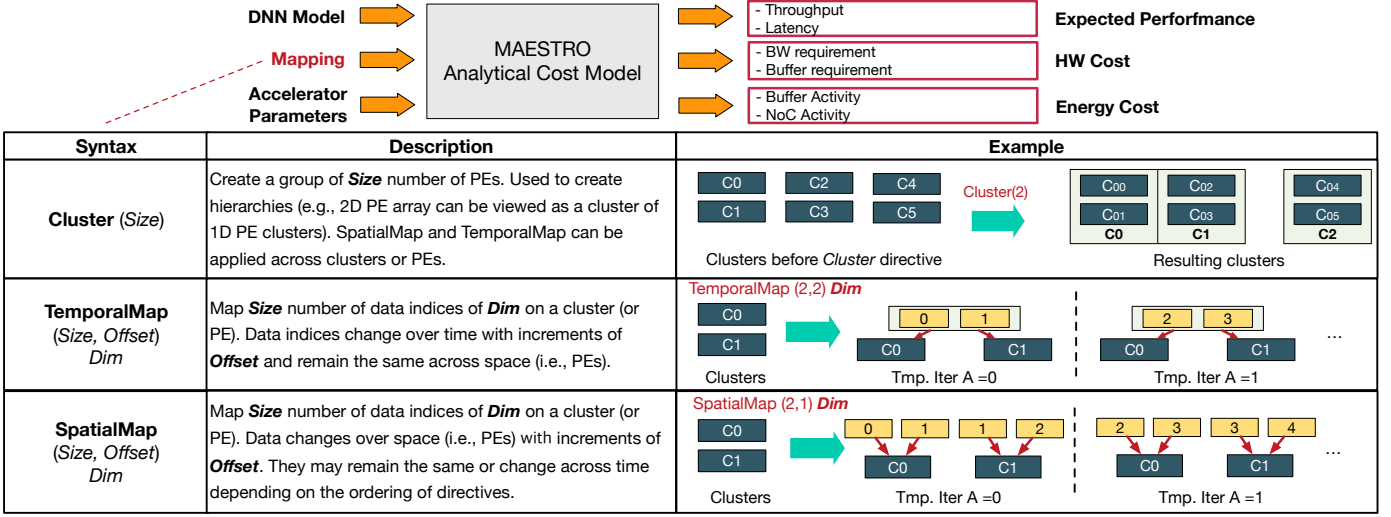 DNN Model
Mapping
Accelerator
Parameters
MAESTRO
Analytical Cost Model
- Throughput
- Latency
Expected Perforfmance
- BW requirement
- Buffer requirement
HW Cost
- Buffer Activity
- NoC Activity
Energy Cost
Syntax Description Example
Cluster (Size)
Create a group of Size number of PEs. Used to create
hierarchies (e.g., 2D PE array can be viewed as a cluster of
1D PE clusters). SpatialMap and TemporalMap can be
applied across clusters or PEs.
C0 C2 C4
C1 C3 C5
Clusters before Cluster directive
Cluster(2)
C00 C02 C04
C01 C03 C05
C0 C1 C2
Resulting clusters
TemporalMap
(Size, Offset)
Dim
Map Size number of data indices of Dim on a cluster (or
PE). Data indices change over time with increments of
Offset and remain the same across space (i.e., PEs).
TemporalMap (2,2) Dim
C0
C1
Clusters
0 1
C0 C1
Tmp. Iter A =0
2 3
C0 C1
Tmp. Iter A =1
...
SpatialMap
(Size, Offset)
Dim
Map Size number of data indices of Dim on a cluster (or
PE). Data changes over space (i.e., PEs) with increments of
Offset. They may remain the same or change across time
depending on the ordering of directives.
SpatialMap (2,1) Dim
C0
C1
Clusters
0 1 1 2
C0 C1
Tmp. Iter A =0
2 3 3 4
C0 C1
Tmp. Iter A =1
...